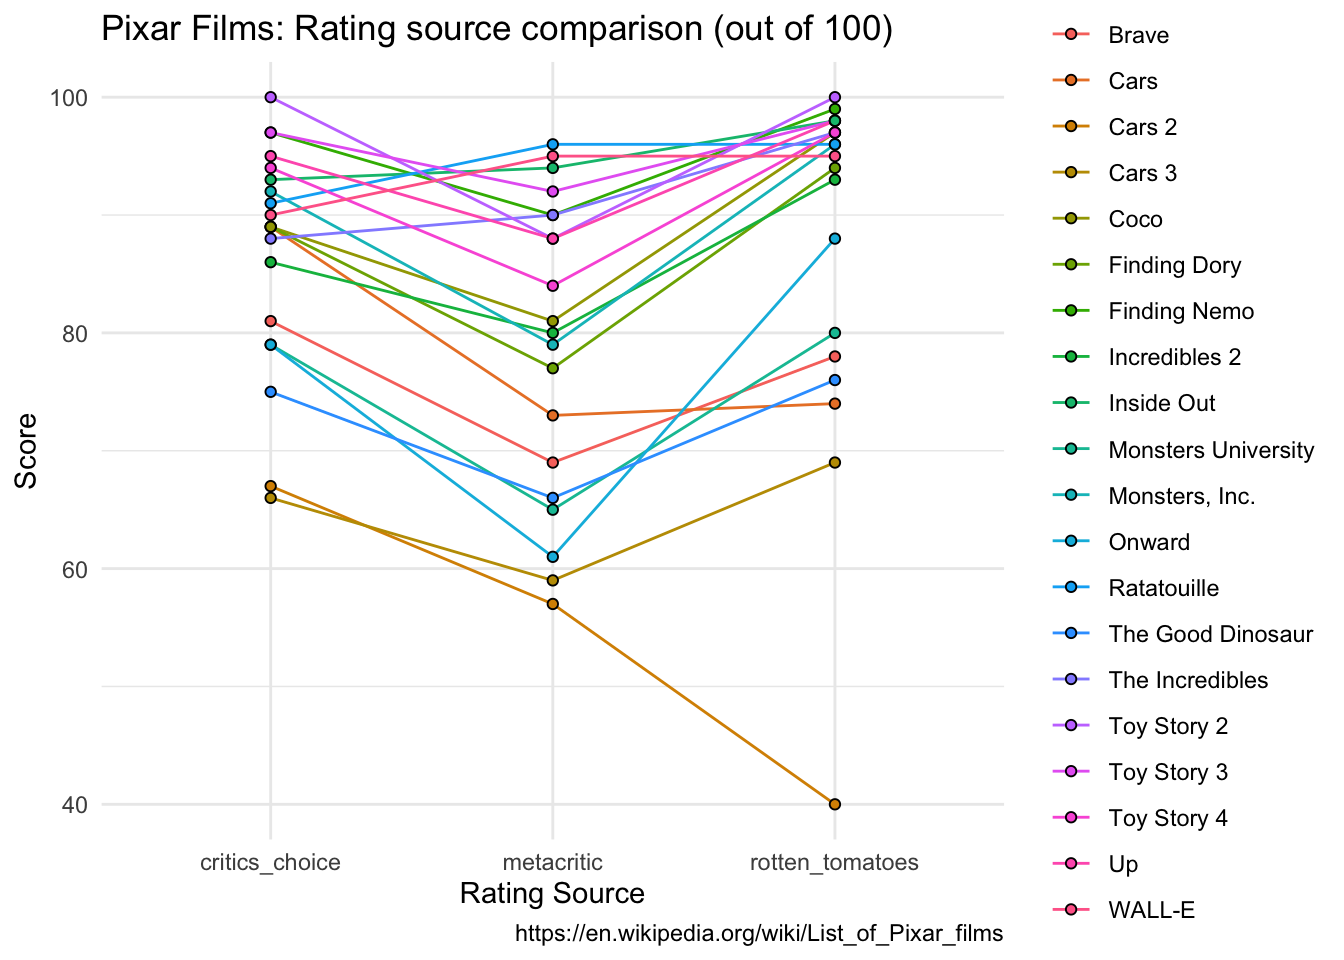 Pixar Films: Rating source comparison (out of 100)
100
80
60
40
Score
critics_choice
metacritic
rotten_tomatoes
Rating Source
https://en.wikipedia.org/wiki/List_of_Pixar_films
Brave
Cars
Cars 2
Cars 3
Coco
Finding Dory
Finding Nemo
Incredibles 2
Inside Out
Monsters University
Monsters, Inc.
Onward
Ratatouille
The Good Dinosaur
The Incredibles
Toy Story 2
Toy Story 3
Toy Story 4
Up
WALL-E